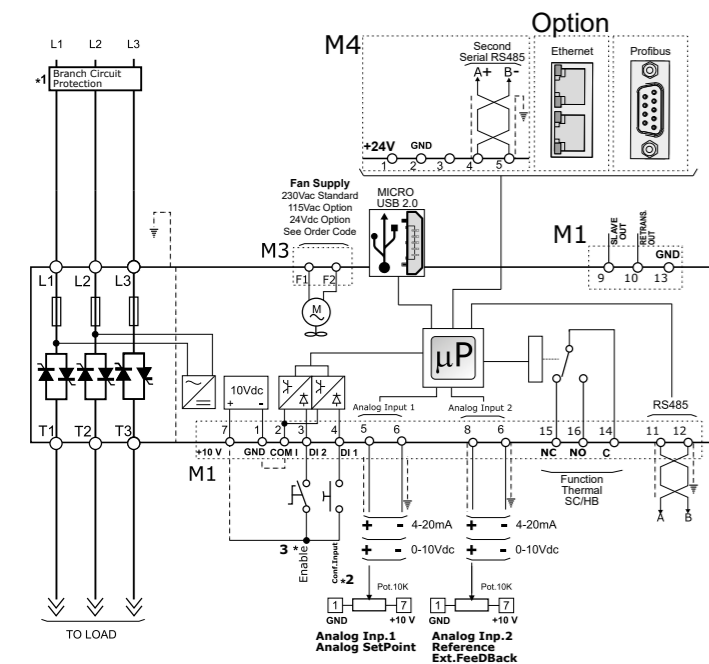 Option
M4
Second
Serial RS485
A+ B-
Ethernet
Profibus
+24V GND
1 2 3 4 5
L1 L2 L3
*1 Branch Circuit
Protection
Fan Supply
230Vac Standard
115Vac Option
24Vdc Option
See Order Code
MICRO
USB 2.0
M3
F1 F2
M
M1
SLAVE
OUT
RETRANS.
OUT
GND
9 10 13
L1 L2 L3
µP
10Vdc
+ -
Analog Input 1
Analog Input 2
RS485
T1 T2 T3
7 1 2 3 4 5 6 8 6 15 16 14 11 12
+10 V GND COM I DI 2 DI 1
NC NO C
M1
Function
Thermal
SC/HB
A B
3 *
Enable
Conf.Input
*2
+ - 4-20mA
+ - 0-10Vdc
Pot.10K
1 7
GND +10 V
Analog Inp.1
Analog SetPoint
+ - 4-20mA
+ - 0-10Vdc
Pot.10K
1 7
GND +10 V
Analog Inp.2
Reference
Ext.FeeDBack
TO LOAD